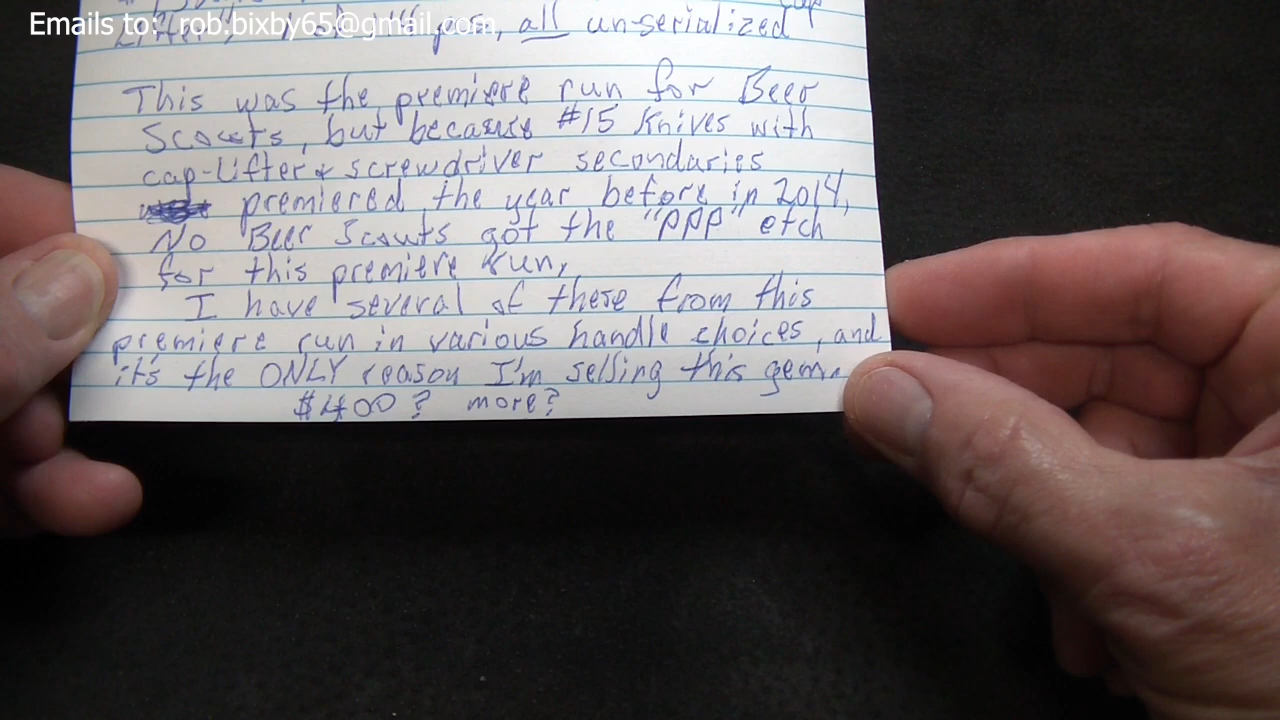 Emails to: rob.bixby65@gmail.com
all un-serialized
This was the premiere run for Beer
Scouts, but because #15 Knives with
cap-lifter & screwdriver secondaries
premiered the year before in 2014,
No Beer Scouts got the "PPP" etch
for this premiere run,
I have several of these from this
premiere run in various handle choices, and
it's the ONLY reason I'm selling this gem.
$400? more?